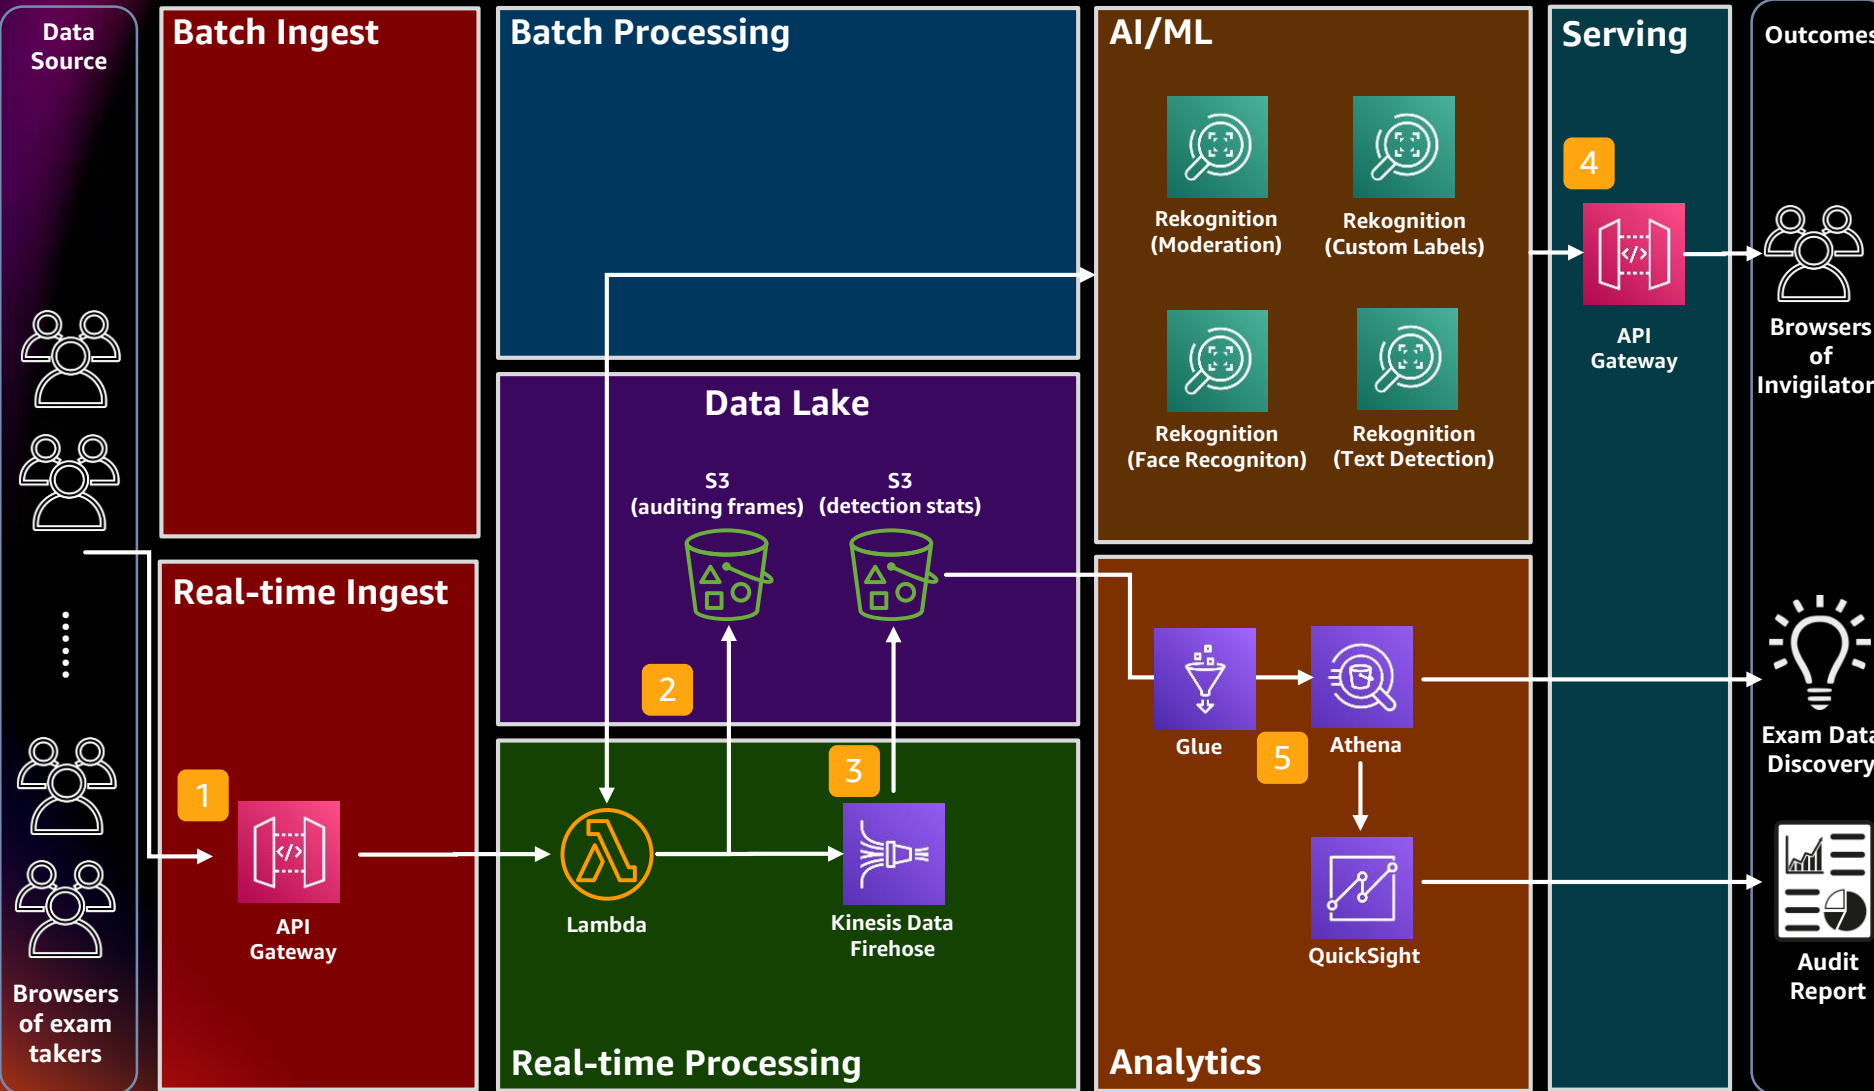 Data
Source
Batch Ingest
Batch Processing
AI/ML
Serving
Outcomes
Rekognition
(Moderation)
Rekognition
(Custom Labels)
4
API
Gateway
Browsers
of
Invigilator
Rekognition
(Face Recogniton)
Rekognition
(Text Detection)
Data Lake
S3
(auditing frames)
S3
(detection stats)
2
Real-time Ingest
1
API
Gateway
Browsers
of exam
takers
3
Lambda
Kinesis Data
Firehose
Real-time Processing
Glue
5
Athena
QuickSight
Analytics
Exam Data
Discovery
Audit
Report